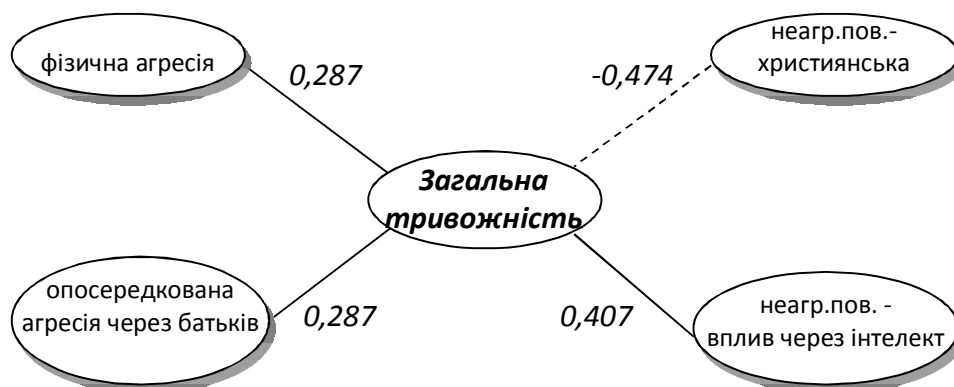 фізична агресія
0,287
-0,474
неагр.пов.-
християнська
Загальна
тривожність
опосередкована
агресія через батьків
0,287
0,407
неагр.пов. -
вплив через інтелект